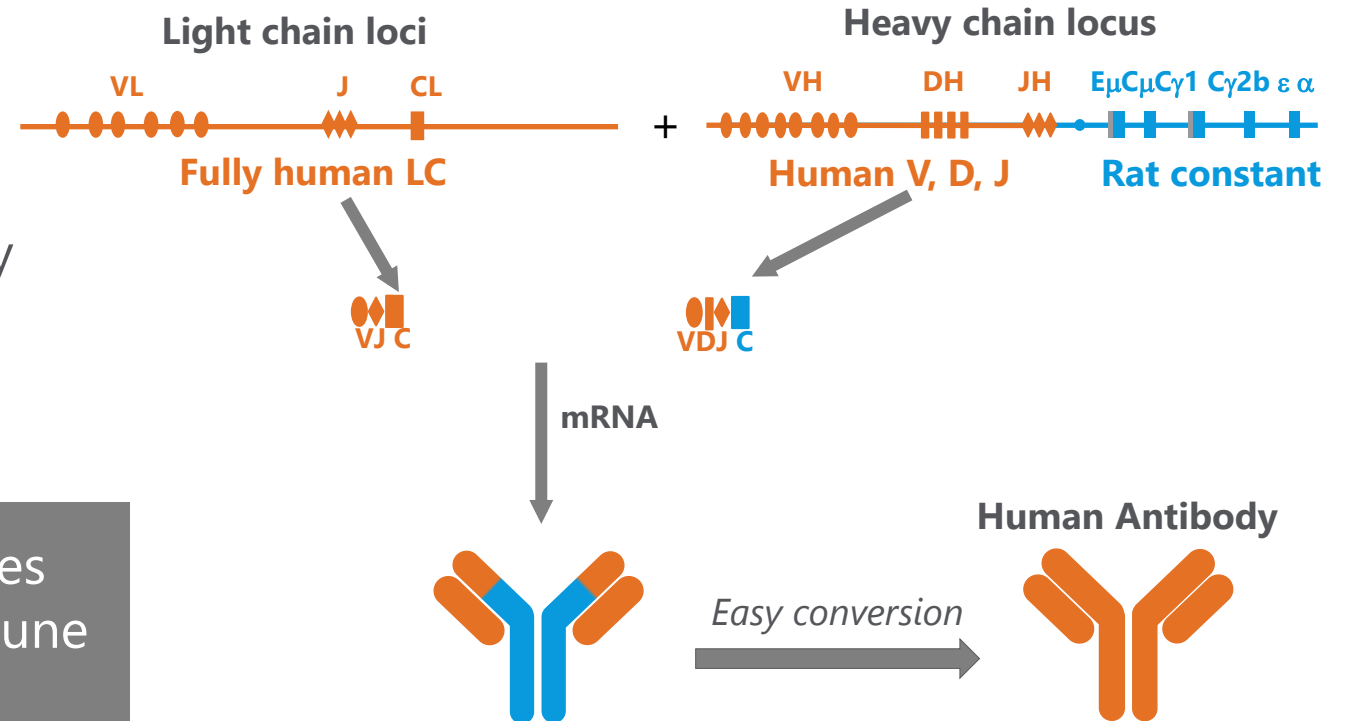 Light chain loci
Heavy chain locus
VL
J
CL
VH
DH
JH
EμCμCγ1 Cγ2b ε α
+
Fully human LC
Human V, D, J
Rat constant
y
VJ C
VDJ C
mRNA
Human Antibody
es
une
Easy conversion